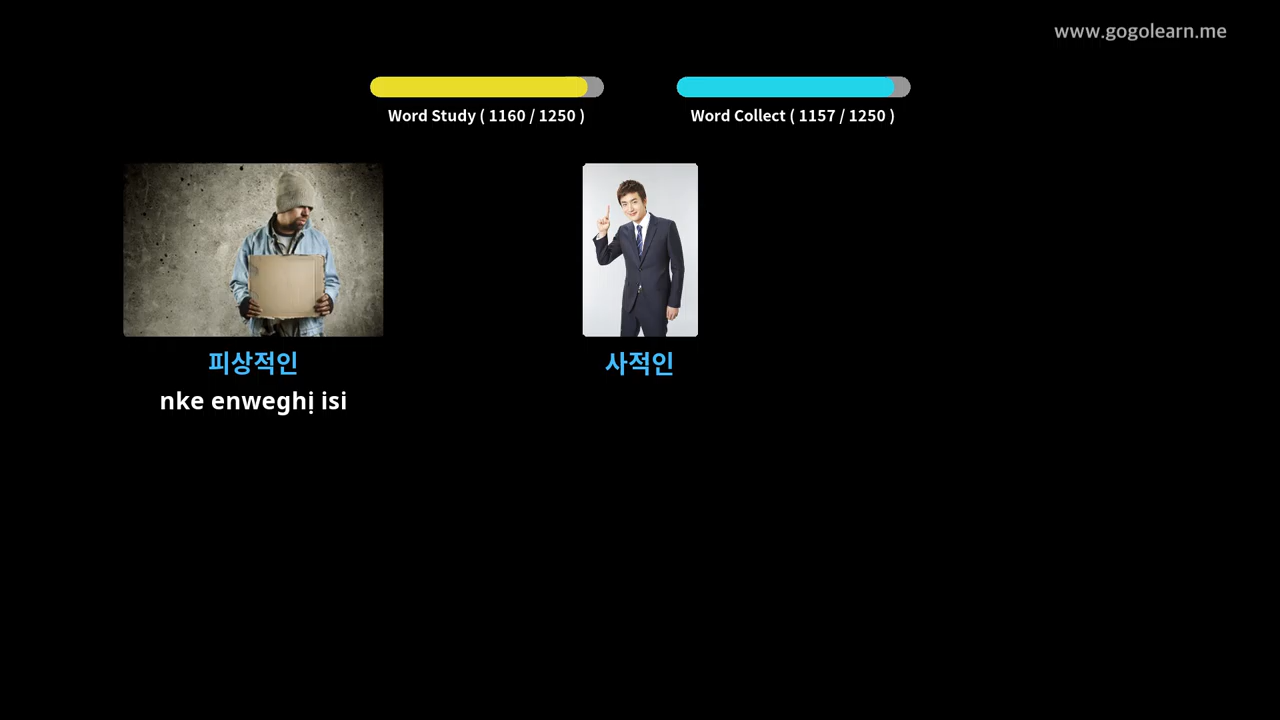 www.gogolearn.me
Word Study ( 1160 / 1250 )
Word Collect ( 1157 / 1250 )
피상적인
사적인
nke enweghị isi